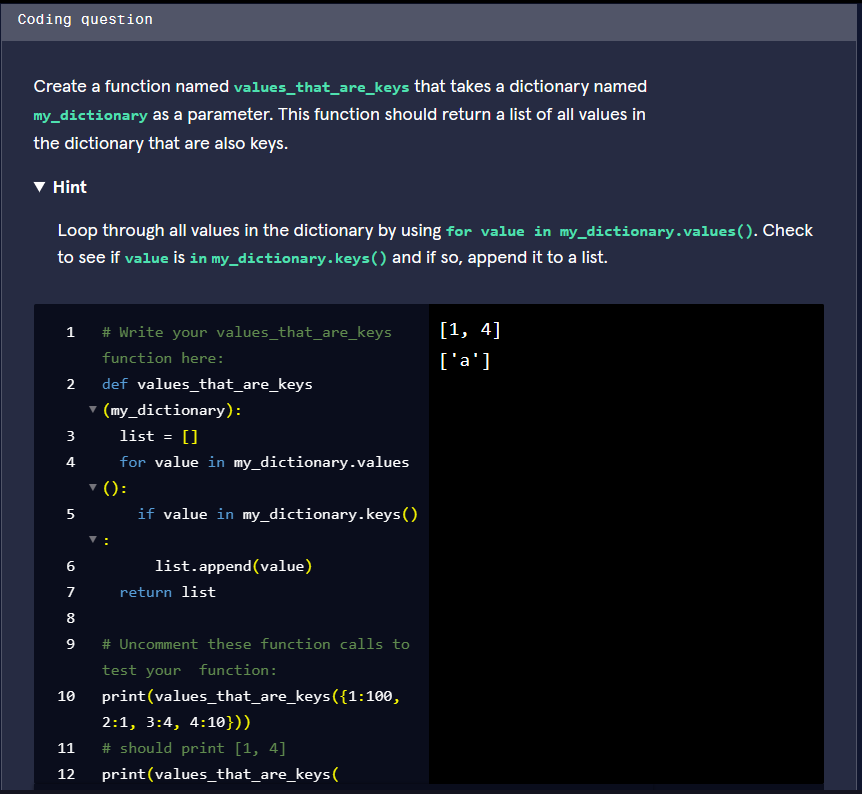 Coding question
Create a function named values_that_are_keys that takes a dictionary named
my_dictionary as a parameter. This function should return a list of all values in
the dictionary that are also keys.
▼ Hint
Loop through all values in the dictionary by using for value in my_dictionary.values(). Check
to see if value is in my_dictionary.keys() and if so, append it to a list.
1 # Write your values_that_are_keys
function here:
2 def values_that_are_keys
(my_dictionary):
3 list = []
4 for value in my_dictionary.values
():
5 if value in my_dictionary.keys()
:
6 list.append(value)
7 return list
8
9 # Uncomment these function calls to
test your  function:
10 print(values_that_are_keys({1:100,
2:1, 3:4, 4:10}))
11 # should print [1, 4]
12 print(values_that_are_keys(
[1, 4]
['a']